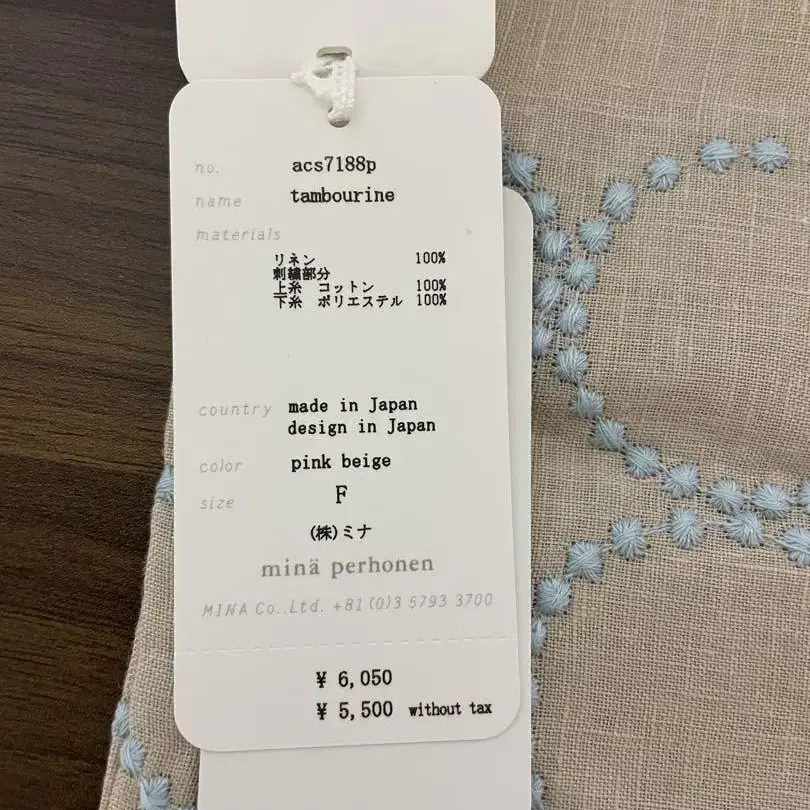 no. acs7188p
name tambourine
materials
リネン 100%
刺繍部分
上糸 コットン 100%
下糸 ポリエステル 100%
country made in Japan
design in Japan
color pink beige
size F
(株)ミナ
minä perhonen
MINA Co.,Ltd. +81(0)3 5793 3700
¥ 6,050
¥ 5,500 without tax